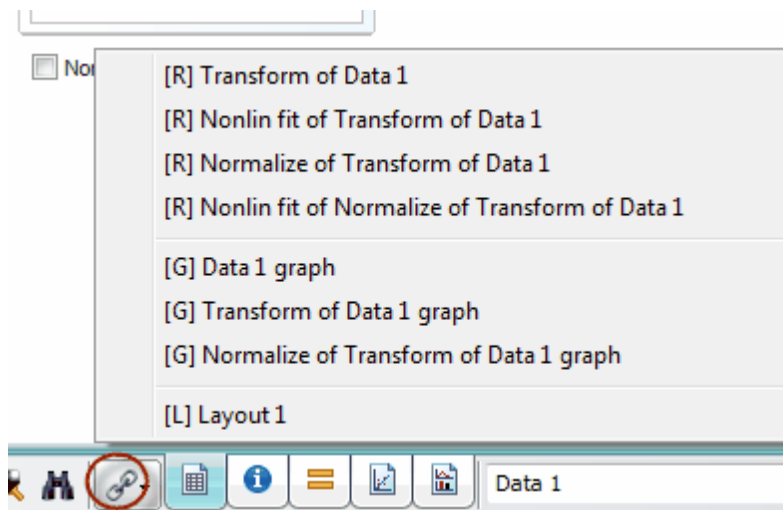 Nor
[R] Transform of Data 1
[R] Nonlin fit of Transform of Data 1
[R] Normalize of Transform of Data 1
[R] Nonlin fit of Normalize of Transform of Data 1
[G] Data 1 graph
[G] Transform of Data 1 graph
[G] Normalize of Transform of Data 1 graph
[L] Layout 1
Data 1